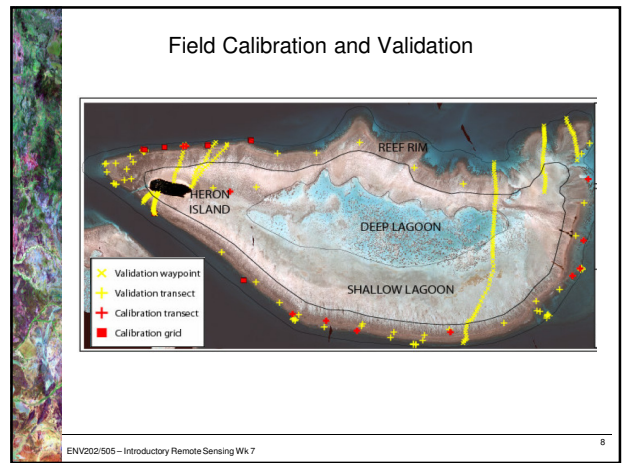 Field Calibration and Validation
REEF RIM
HERON
ISLAND
DEEP LAGOON
SHALLOW LAGOON
Validation waypoint
Validation transect
Calibration transect
Calibration grid
ENV202/505 – Introductory Remote Sensing Wk 7
8